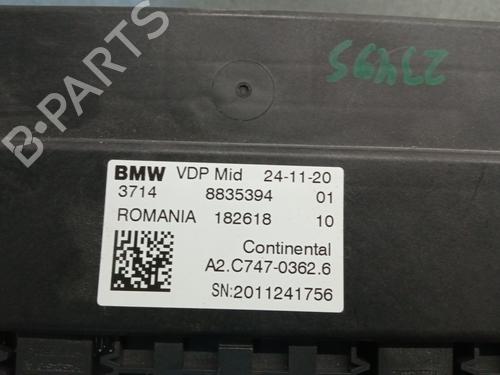 23495
BMW VDP Mid 24-11-20
3714 8835394 01
ROMANIA 182618 10
Continental
A2.C747-0362.6
SN:2011241756